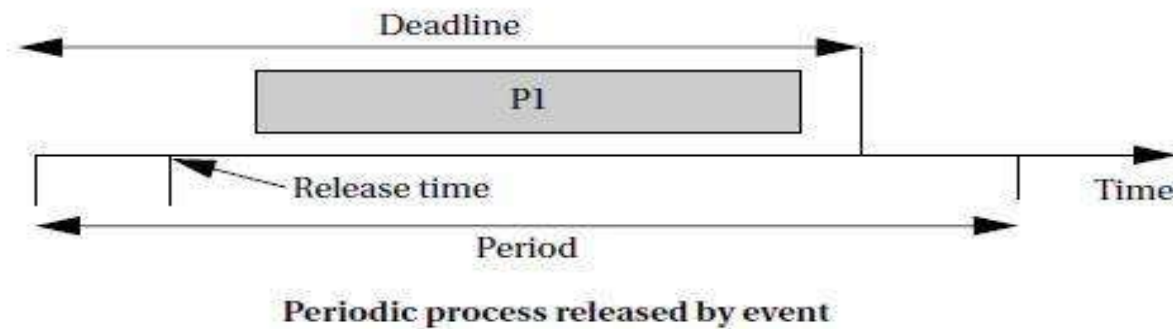 Deadline
P1
Release time
Time
Period
Periodic process released by event